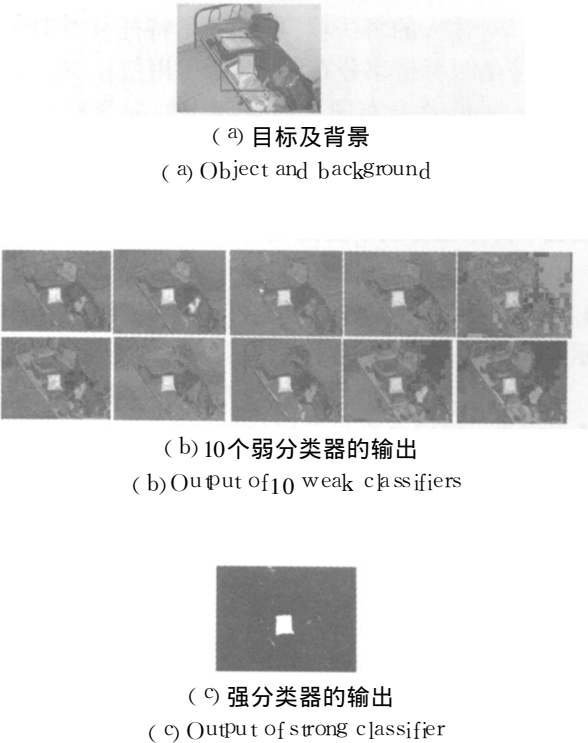 (a) 目标及背景
(a) Object and background
(b) 10个弱分类器的输出
(b) Output of 10 weak classifiers
(c) 强分类器的输出
(c) Output of strong classifier